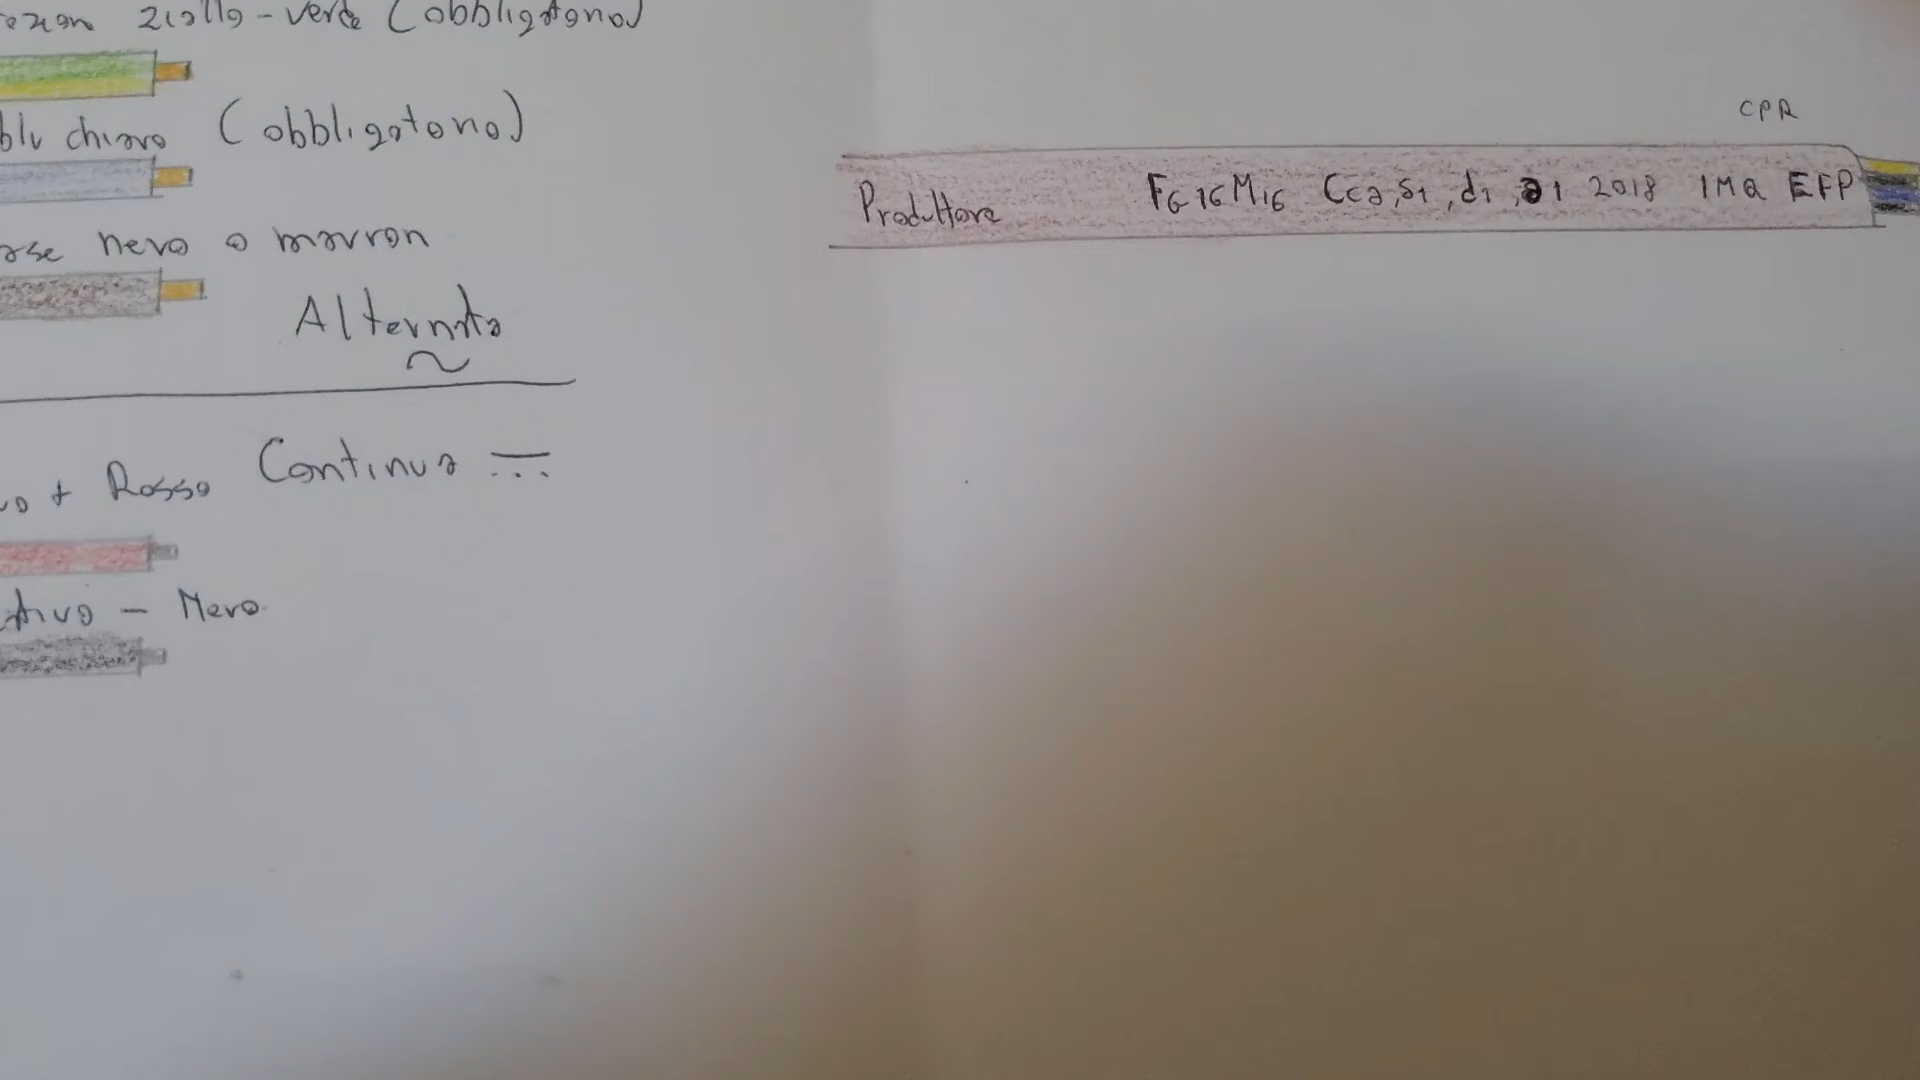 giallo-verde (obbligatorio)
blu chiaro (obbligatorio)
nero o marron
Alternata
~
+ Rosso Continua
- Nero
CPR
Produttore FG16M16 Cca,s1,d1,a1 2018 IMQ EFP